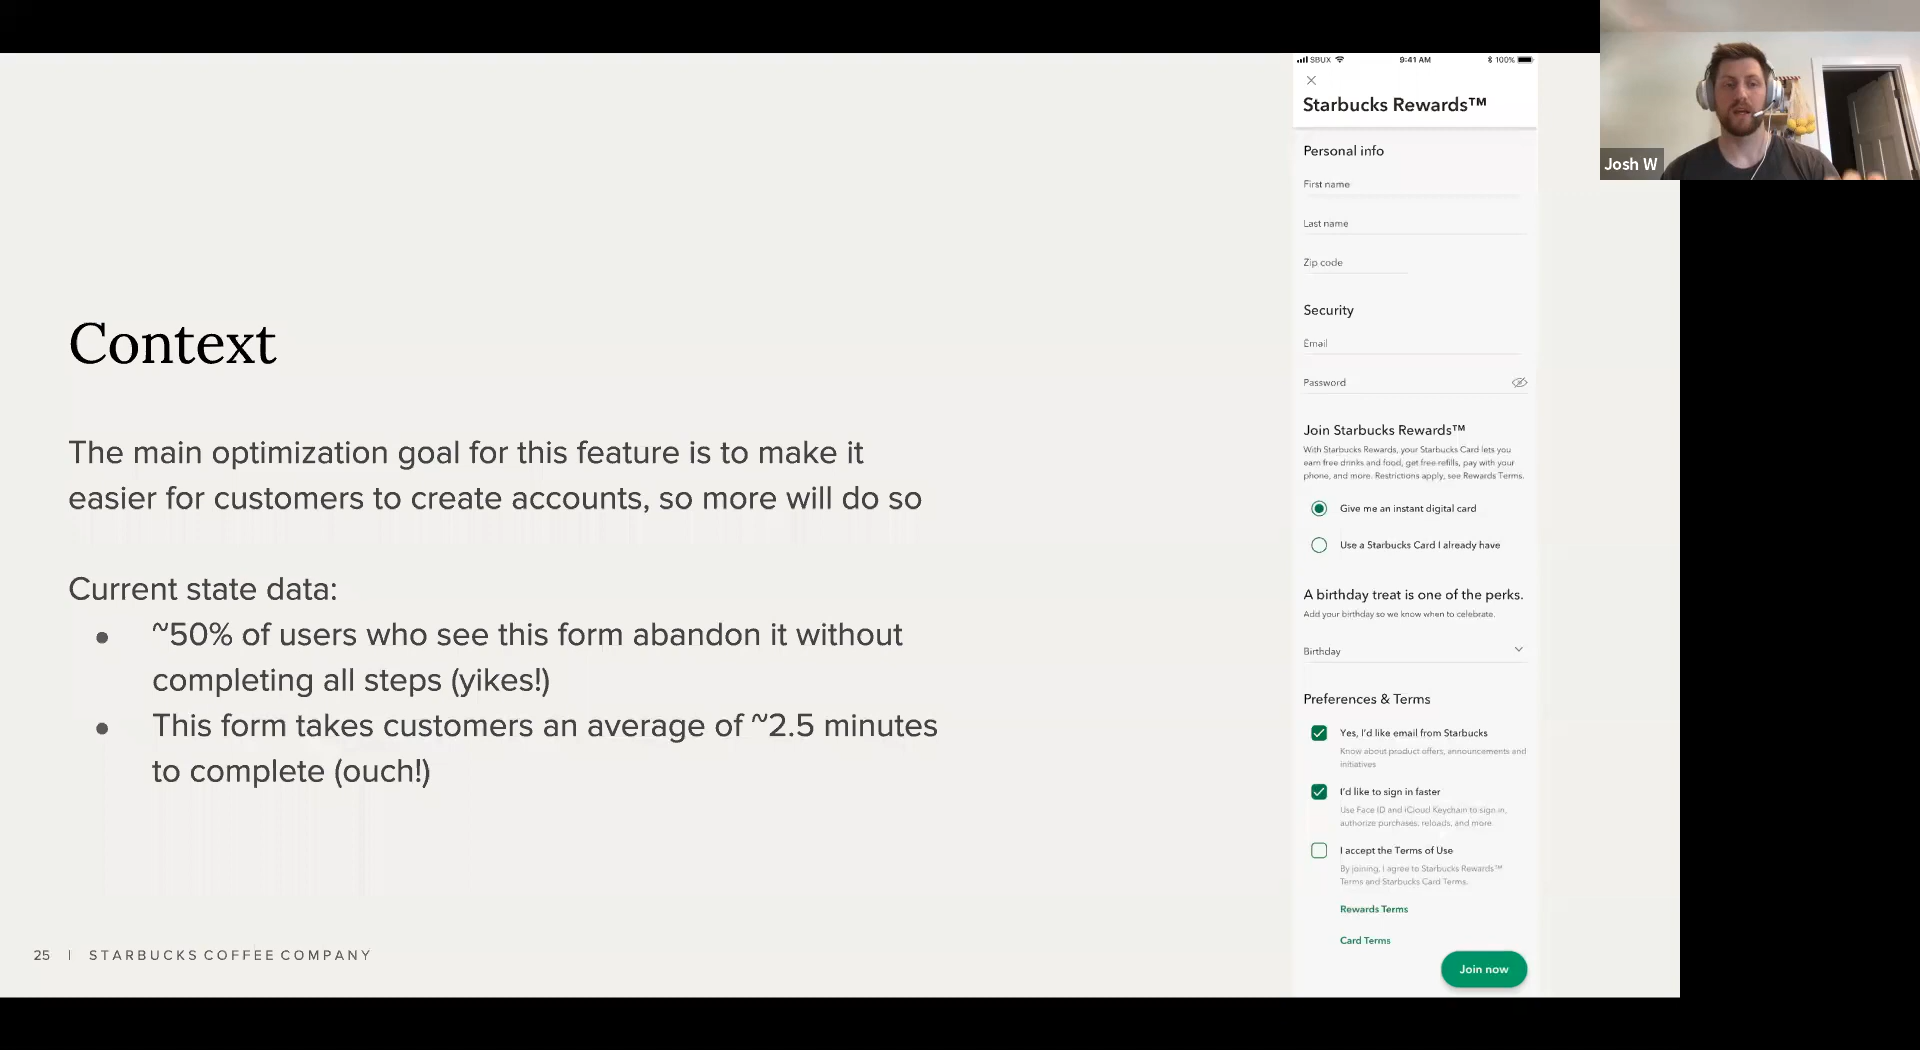 Context
The main optimization goal for this feature is to make it
easier for customers to create accounts, so more will do so
Current state data:
● ~50% of users who see this form abandon it without
completing all steps (yikes!)
● This form takes customers an average of ~2.5 minutes
to complete (ouch!)
25 | STARBUCKS COFFEE COMPANY
SBUX 9:41 AM 100%
Starbucks Rewards™
Personal info
First name
Last name
Zip code
Security
Email
Password
Join Starbucks Rewards™
With Starbucks Rewards, your Starbucks Card lets you
earn free drinks and food, get free refills, pay with your
phone, and more. Restrictions apply, see Rewards Terms.
Give me an instant digital card
Use a Starbucks Card I already have
A birthday treat is one of the perks.
Add your birthday so we know when to celebrate.
Birthday
Preferences & Terms
Yes, I'd like email from Starbucks
Know about product offers, announcements and
initiatives
I'd like to sign in faster
Use Face ID and iCloud Keychain to sign in,
authorize purchases, reloads, and more
I accept the Terms of Use
By joining, I agree to Starbucks Rewards™
Terms and Starbucks Card Terms.
Rewards Terms
Card Terms
Join now
Josh W